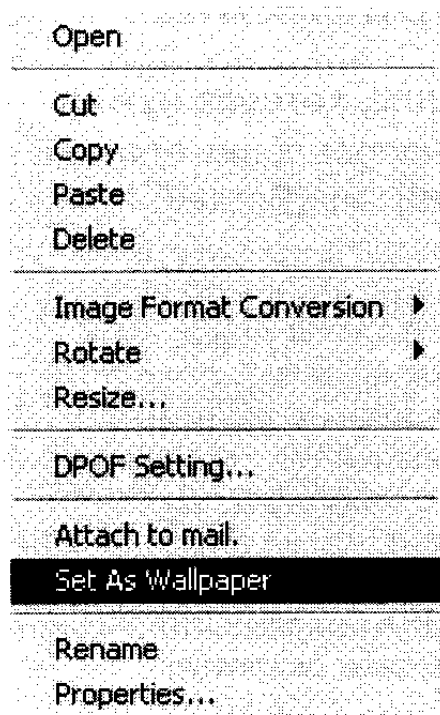 Open
Cut
Copy
Paste
Delete
Image Format Conversion
Rotate
Resize...
DPOF Setting...
Attach to mail.
Set As Wallpaper
Rename
Properties...